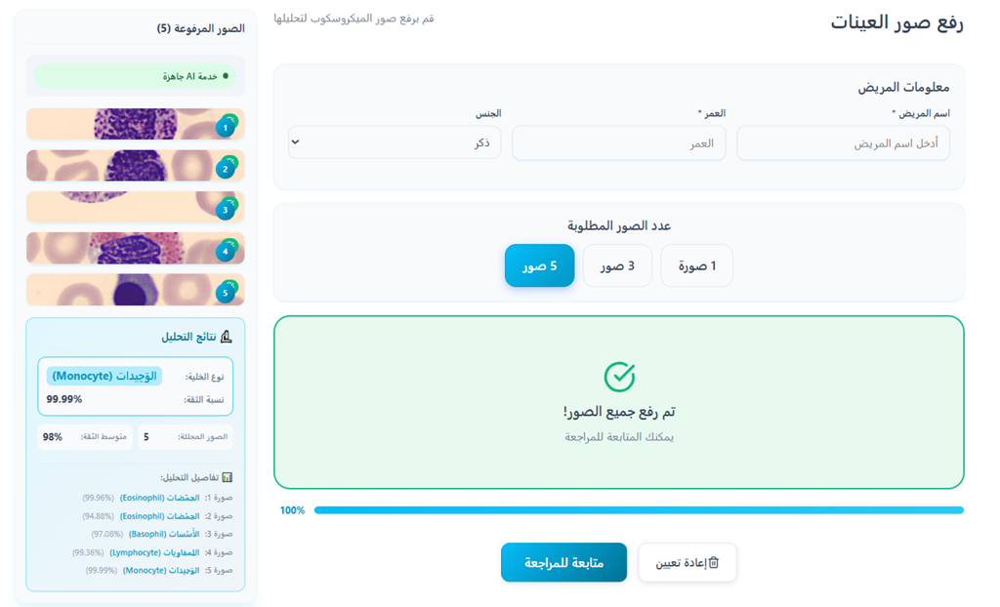 رفع صور العينات
قم برفع صور الميكروسكوب لتحليلها
معلومات المريض
اسم المريض *
أدخل اسم المريض
العمر *
العمر
الجنس
ذكر
عدد الصور المطلوبة
1 صورة
3 صور
5 صور
تم رفع جميع الصور!
يمكنك المتابعة للمراجعة
100%
إعادة تعيين
متابعة للمراجعة
الصور المرفوعة (5)
خدمة AI جاهزة
1
2
3
4
5
نتائج التحليل
نوع الخلية: الوَحِيدات (Monocyte)
نسبة الثقة: 99.99%
الصور المحللة: 5
متوسط الثقة: 98%
تفاصيل التحليل:
صورة 1: الحَمْضات (Eosinophil) (99.96%)
صورة 2: الحَمْضات (Eosinophil) (94.88%)
صورة 3: الأَسْسات (Basophil) (97.08%)
صورة 4: اللمفاويات (Lymphocyte) (99.36%)
صورة 5: الوَحِيدات (Monocyte) (99.99%)